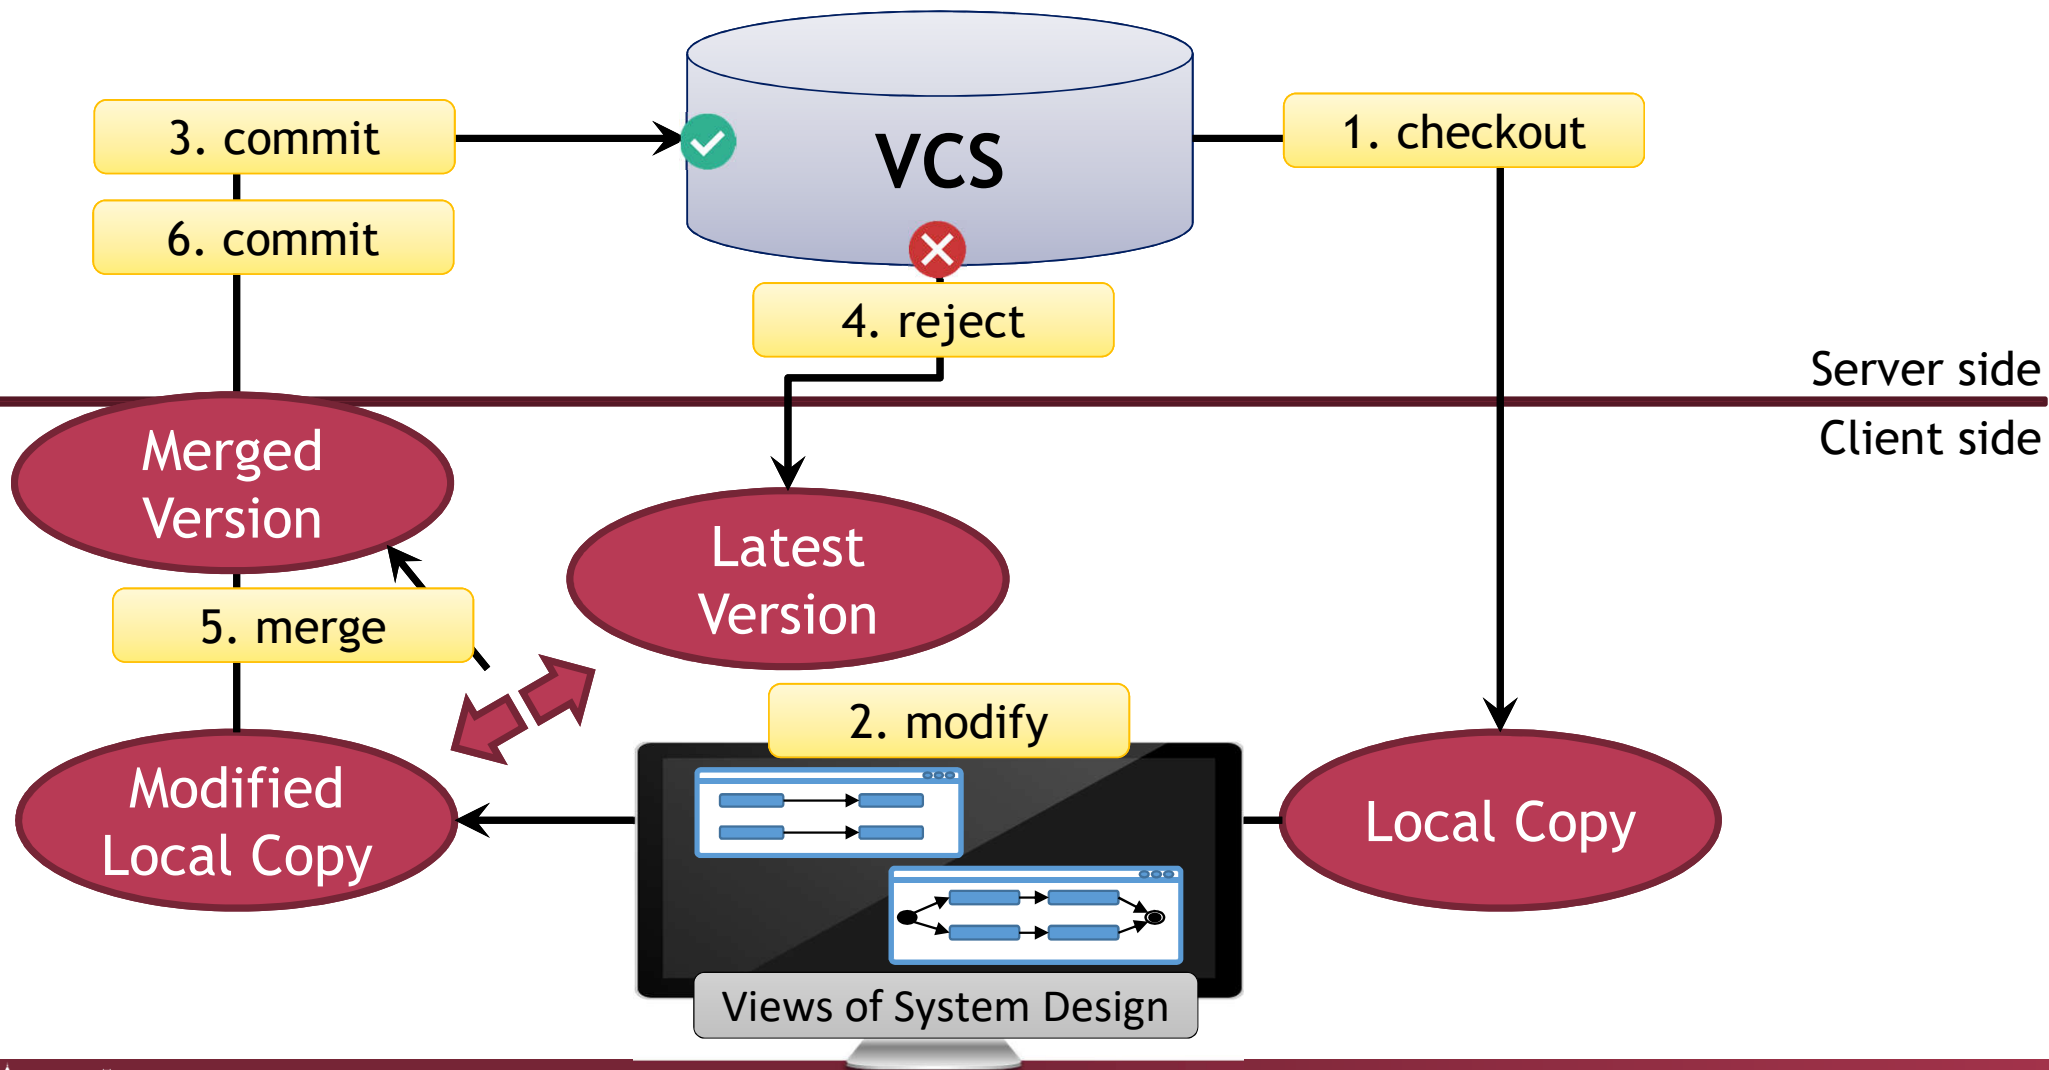 3. commit
VCS
1. checkout
6. commit
4. reject
Server side
Client side
Merged
Version
Latest
Version
5. merge
2. modify
Modified
Local Copy
Local Copy
Views of System Design